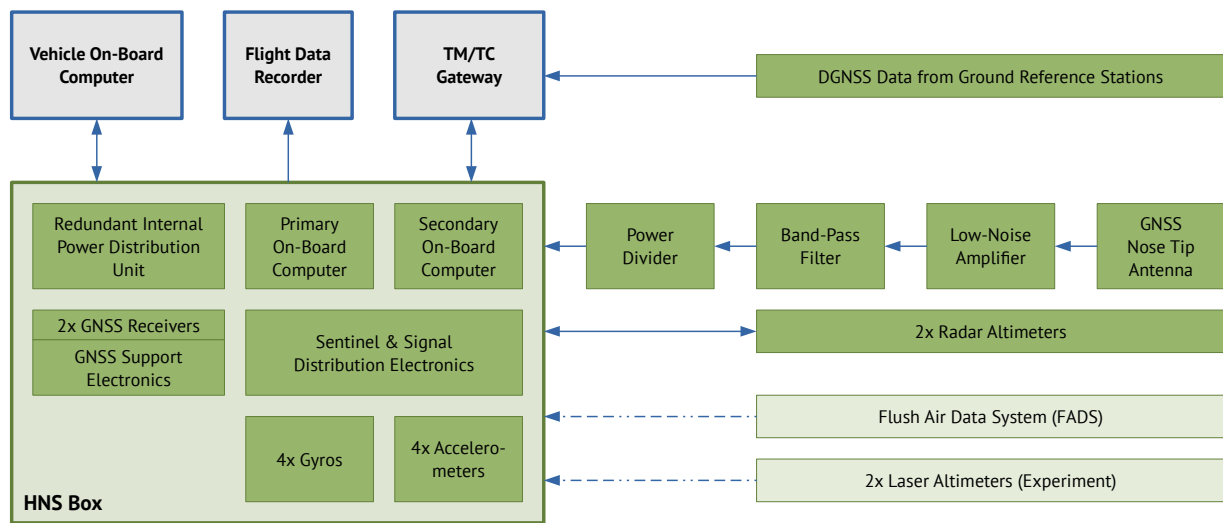 Vehicle On-Board
Computer
Flight Data
Recorder
TM/TC
Gateway
DGNSS Data from Ground Reference Stations
Redundant Internal
Power Distribution
Unit
Primary
On-Board
Computer
Secondary
On-Board
Computer
Power
Divider
Band-Pass
Filter
Low-Noise
Amplifier
GNSS
Nose Tip
Antenna
2x GNSS Receivers
GNSS Support
Electronics
Sentinel & Signal
Distribution Electronics
2x Radar Altimeters
Flush Air Data System (FADS)
4x Gyros
4x Accelero-
meters
2x Laser Altimeters (Experiment)
HNS Box